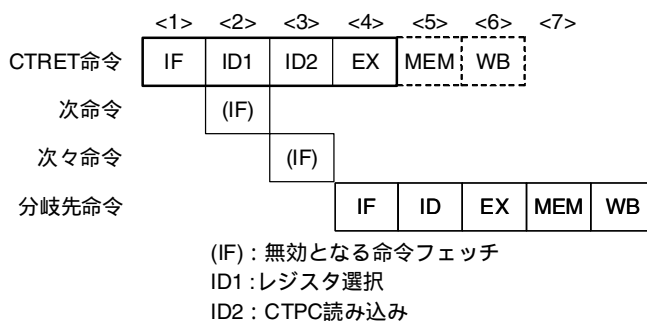 <1> <2> <3> <4> <5> <6> <7>
CTRET命令 IF ID1 ID2 EX MEM WB
次命令 (IF)
次々命令 (IF)
分岐先命令 IF ID EX MEM WB
(IF) : 無効となる命令フェッチ
ID1 : レジスタ選択
ID2 : CTPC読み込み